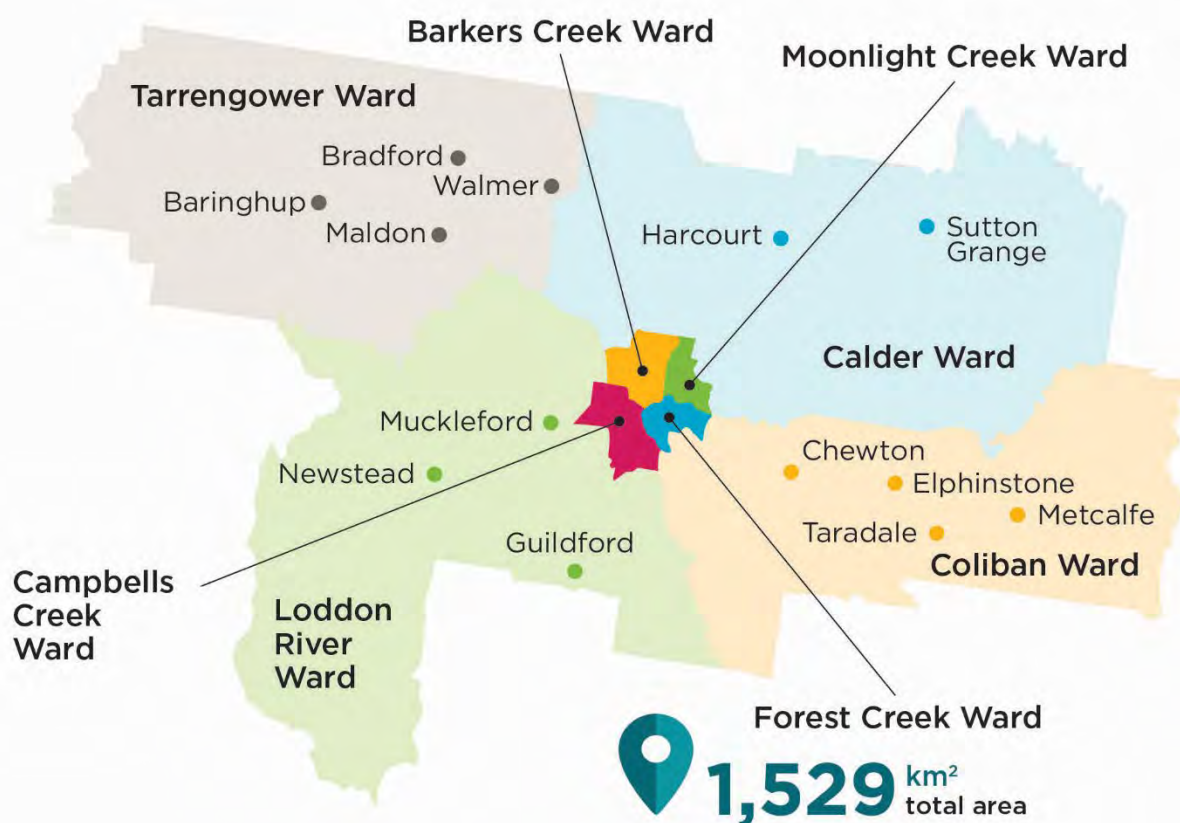 Barkers Creek Ward
Moonlight Creek Ward
Tarrengower Ward
Bradford
Walmer
Baringhup
Maldon
Harcourt
Sutton
Grange
Calder Ward
Muckleford
Newstead
Chewton
Elphinstone
Metcalfe
Taradale
Guildford
Coliban Ward
Campbells
Creek
Ward
Loddon
River
Ward
Forest Creek Ward
1,529 km²
total area